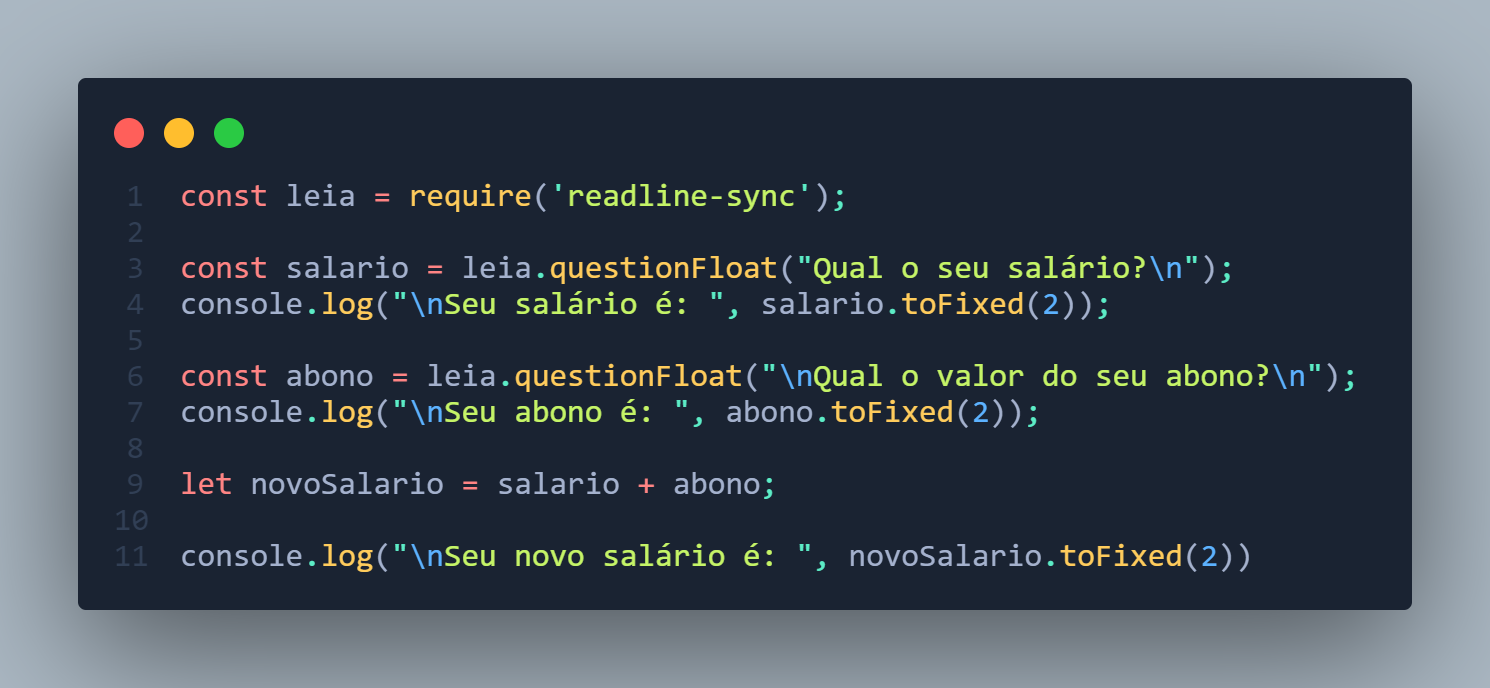 1 const leia = require('readline-sync');
2
3 const salario = leia.questionFloat("Qual o seu salário?\n");
4 console.log("\nSeu salário é: ", salario.toFixed(2));
5
6 const abono = leia.questionFloat("\nQual o valor do seu abono?\n");
7 console.log("\nSeu abono é: ", abono.toFixed(2));
8
9 let novoSalario = salario + abono;
10
11 console.log("\nSeu novo salário é: ", novoSalario.toFixed(2))